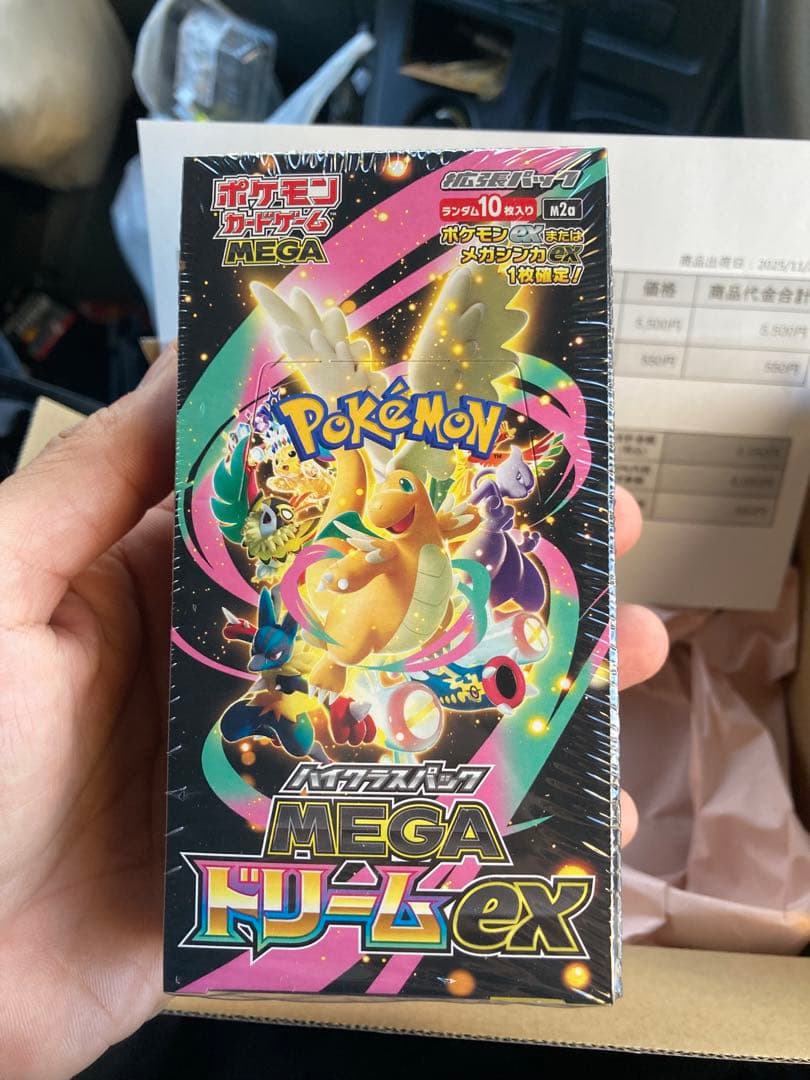 ポケモン
カードゲーム
MEGA
拡張パック
ランダム10枚入り
M2a
ポケモンexまたは
メガシンカex
1枚確定!
POKéMON
TM
ハイクラスパック
MEGA
ドリームex
商品出荷日:2025/11/
価格 商品代金合計
5,500円 5,500円
550円 550円